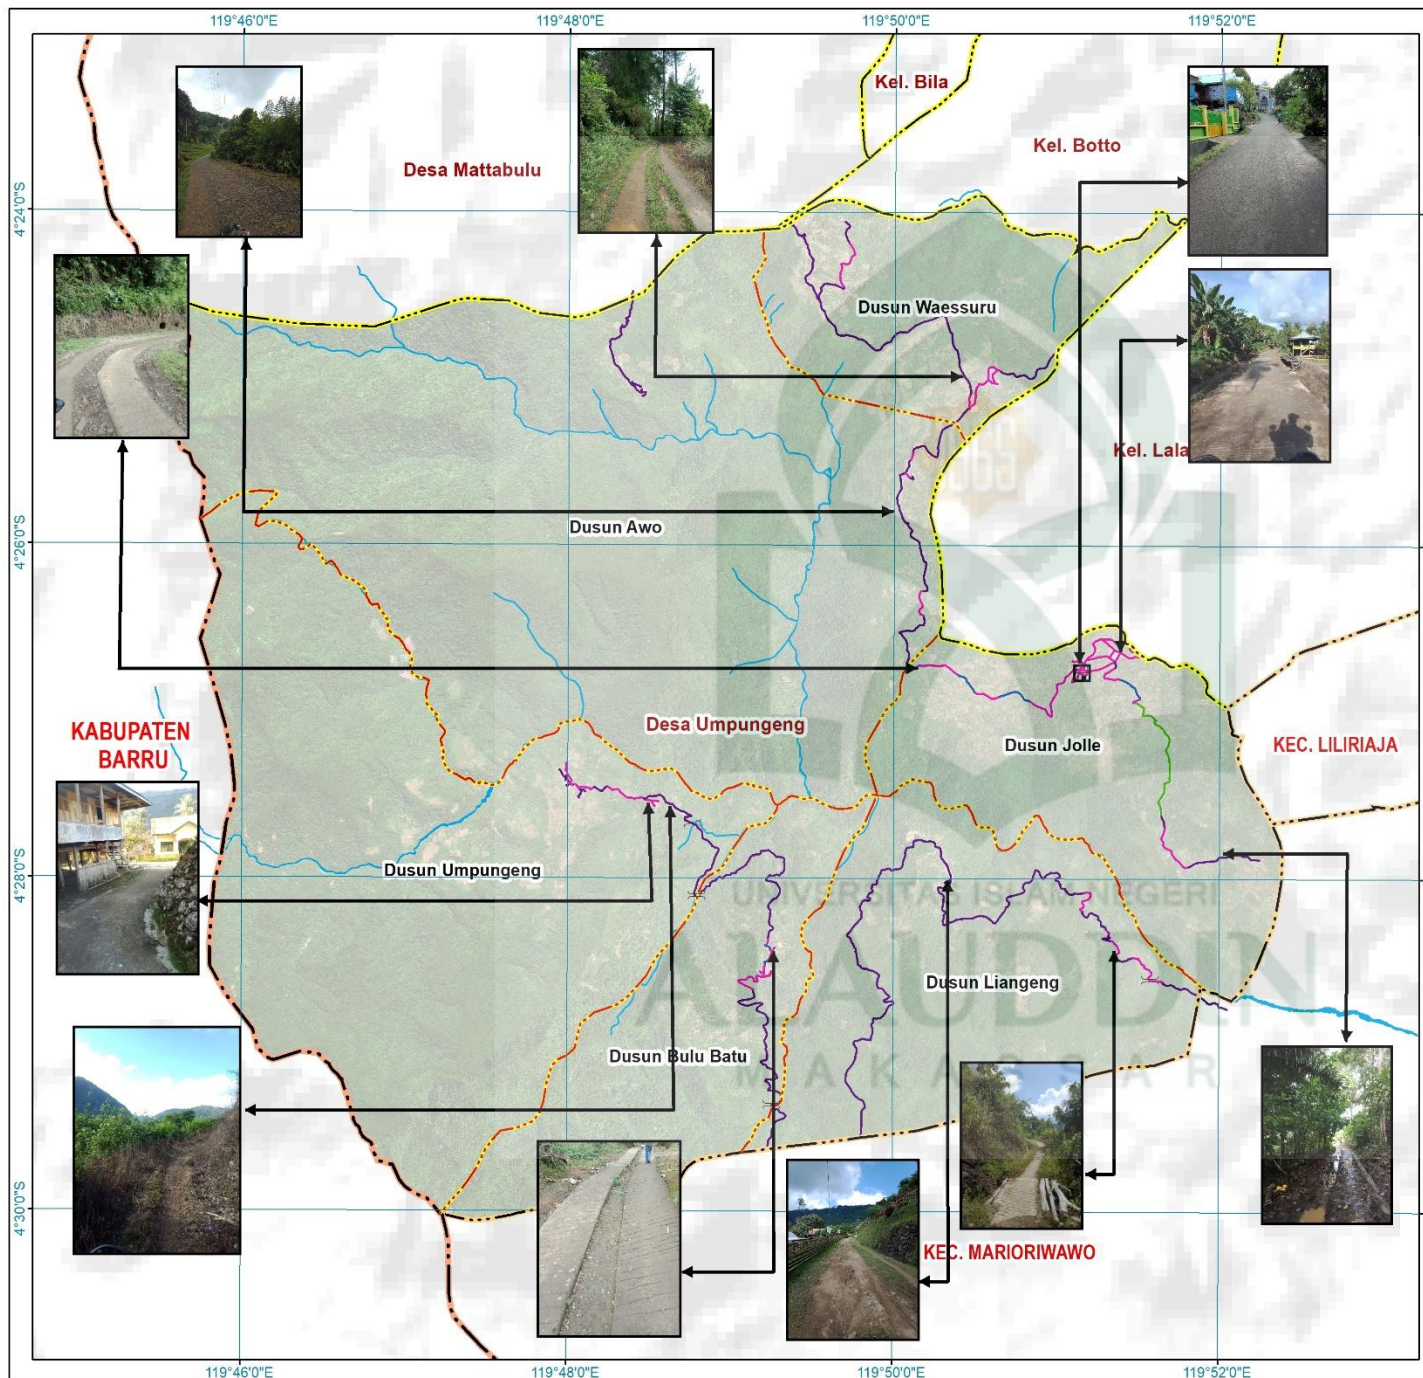 119°46'0"E
119°48'0"E
119°50'0"E
119°52'0"E
Kel. Bila
Kel. Botto
Desa Mattabulu
4°24'0"S
Dusun Waessuru
365
Kel. Lala
Dusun Awo
4°26'0"S
Desa Umpungeng
KABUPATEN
BARRU
Dusun Jolle
KEC. LILIRIAJA
Dusun Umpungeng
4°28'0"S
UNIVERSITAS ISLAM NEGERI
ALAUDDIN
Dusun Liangeng
Dusun Bulu Batu
MAKASSAR
4°30'0"S
KEC. MARIORIWAWO
119°46'0"E
119°48'0"E
119°50'0"E
119°52'0"E